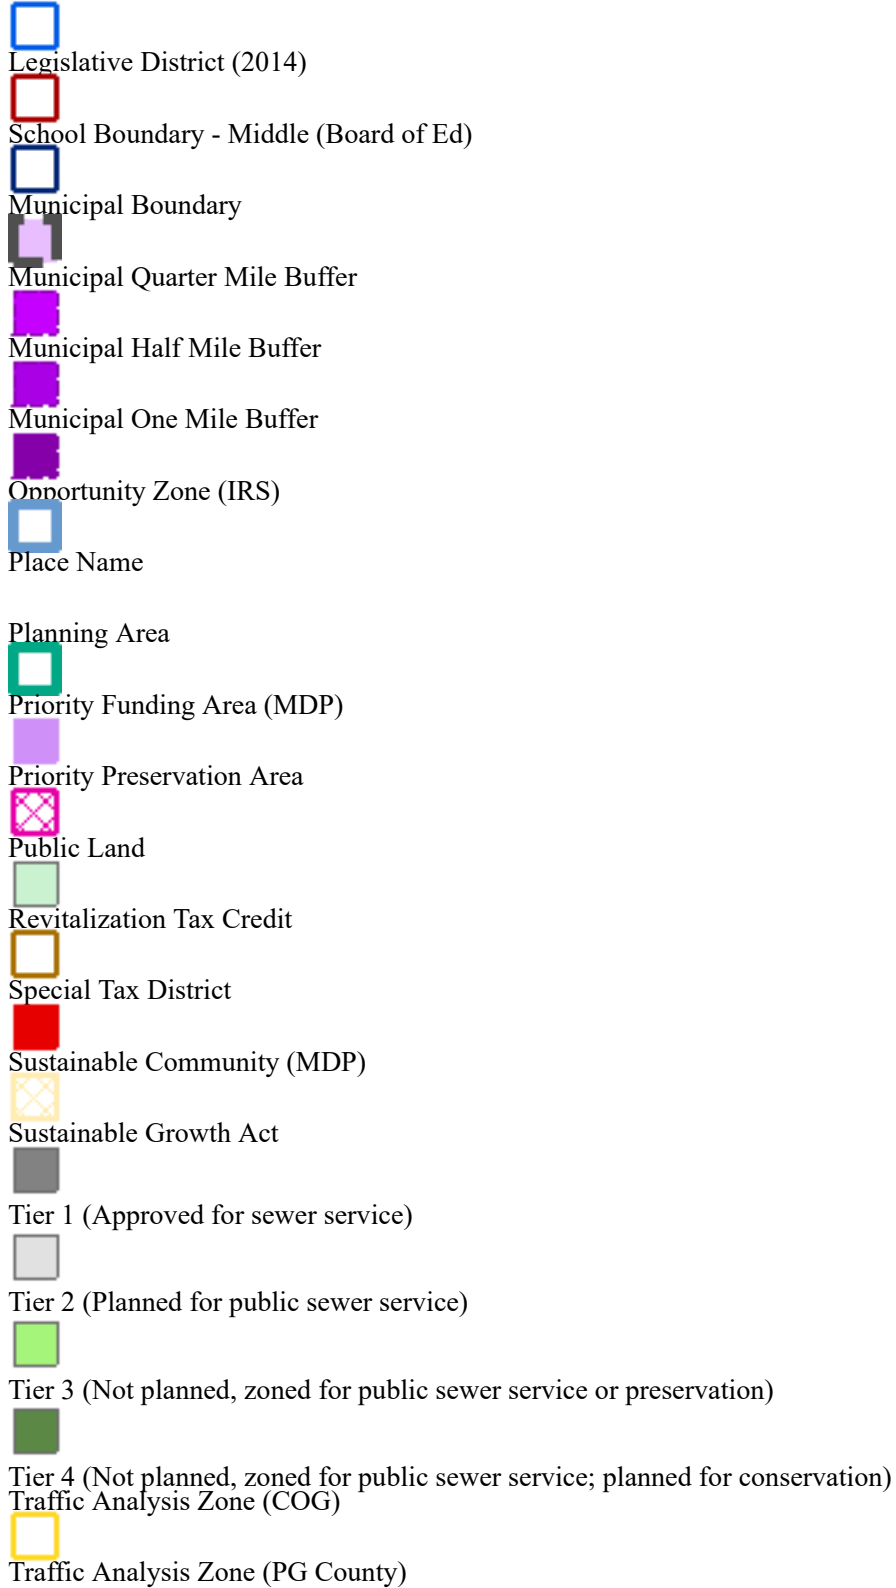 Legislative District (2014)
School Boundary - Middle (Board of Ed)
Municipal Boundary
Municipal Quarter Mile Buffer
Municipal Half Mile Buffer
Municipal One Mile Buffer
Opportunity Zone (IRS)
Place Name
Planning Area
Priority Funding Area (MDP)
Priority Preservation Area
Public Land
Revitalization Tax Credit
Special Tax District
Sustainable Community (MDP)
Sustainable Growth Act
Tier 1 (Approved for sewer service)
Tier 2 (Planned for public sewer service)
Tier 3 (Not planned, zoned for public sewer service or preservation)
Tier 4 (Not planned, zoned for public sewer service; planned for conservation)
Traffic Analysis Zone (COG)
Traffic Analysis Zone (PG County)